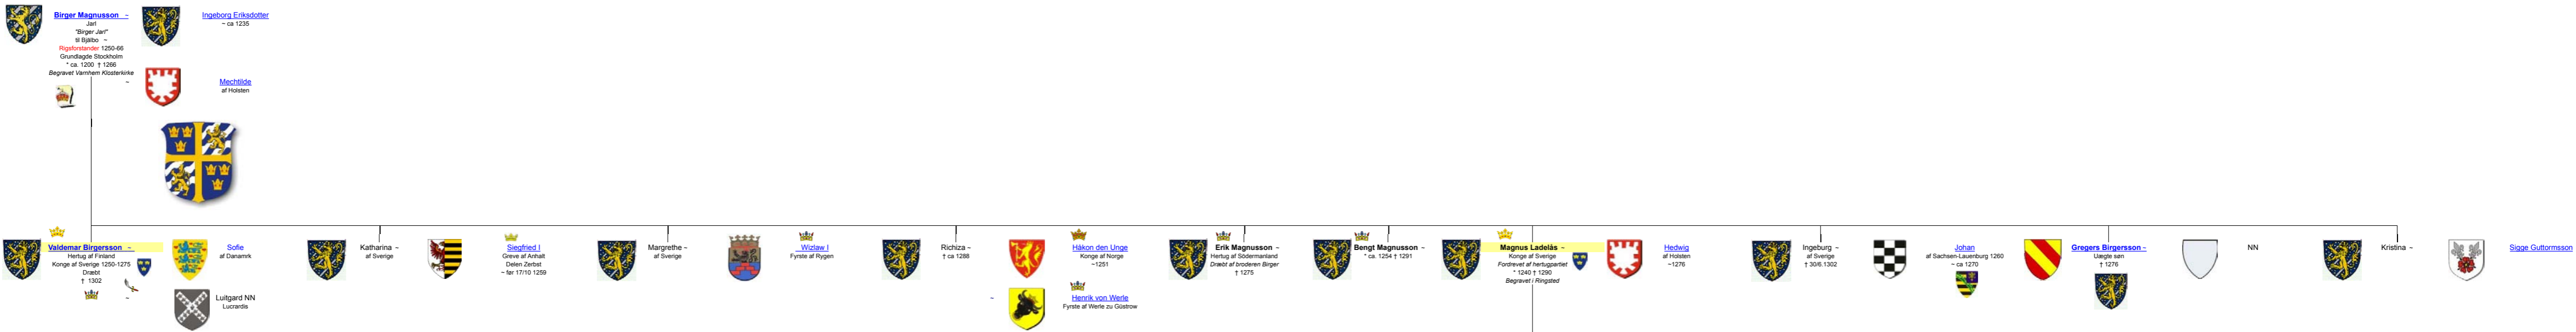 Birger Magnusson ~
Jarl
"Birger Jarl"
til Bjälbo ~
Rigsforstander 1250-66
Grundlagde Stockholm
* ca. 1200 † 1266
Begravet Varnhem Klosterkirke
~
Ingeborg Eriksdotter
~ ca 1235
Mechtilde
af Holsten
Valdemar Birgersson ~
Hertug af Finland
Konge af Sverige 1250-1275
Dræbt
† 1302
~
Sofie
af Danamrk
Luitgard NN
Lucrardis
Katharina ~
af Sverige
Siegfried I
Greve af Anhalt
Delen Zerbst
~ før 17/10 1259
Margrethe ~
af Sverige
Wizlaw I
Fyrste af Rygen
Richiza ~
† ca 1288
~
Håkon den Unge
Konge af Norge
~1251
Henrik von Werle
Fyrste af Werle zu Güstrow
Erik Magnusson ~
Hertug af Södermanland
Dræbt af broderen Birger
† 1275
Bengt Magnusson ~
* ca. 1254 † 1291
Magnus Ladelås ~
Konge af Sverige
Fordrevet af hertugpartiet
* 1240 † 1290
Begravet i Ringsted
Hedwig
af Holsten
~1276
Ingeburg ~
af Sverige
† 30/6.1302
Johan
af Sachsen-Lauenburg 1260
~ ca 1270
Gregers Birgersson ~
Uægte søn
† 1276
NN
Kristina ~
Sigge Guttormsson